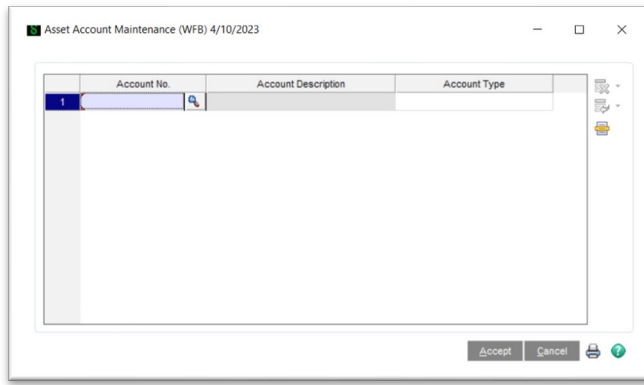 Asset Account Maintenance (WFB) 4/10/2023
Account No. Account Description Account Type
1
Accept Cancel